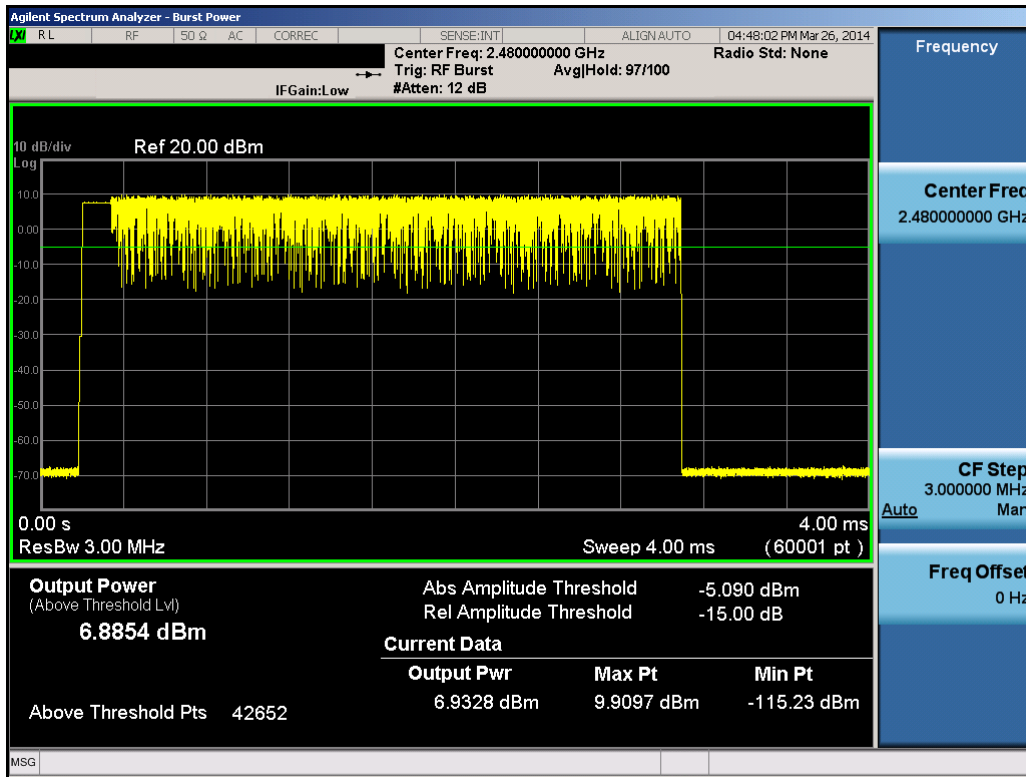 Agilent Spectrum Analyzer - Burst Power
LXI RL RF 50 Ω AC CORREC SENSE:INT ALIGN AUTO 04:48:02 PM Mar 26, 2014
Center Freq: 2.480000000 GHz Radio Std: None
Trig: RF Burst Avg|Hold: 97/100
IFGain:Low #Atten: 12 dB
10 dB/div Ref 20.00 dBm
Log
10.0
0.00
-10.0
-20.0
-30.0
-40.0
-50.0
-60.0
-70.0
0.00 s 4.00 ms
ResBw 3.00 MHz Sweep 4.00 ms (60001 pt )
Output Power
(Above Threshold Lvl)
6.8854 dBm
Above Threshold Pts 42652
Abs Amplitude Threshold -5.090 dBm
Rel Amplitude Threshold -15.00 dB
Current Data
Output Pwr Max Pt Min Pt
6.9328 dBm 9.9097 dBm -115.23 dBm
MSG
Frequency
Center Freq
2.480000000 GHz
CF Step
3.000000 MHz
Auto Man
Freq Offset
0 Hz